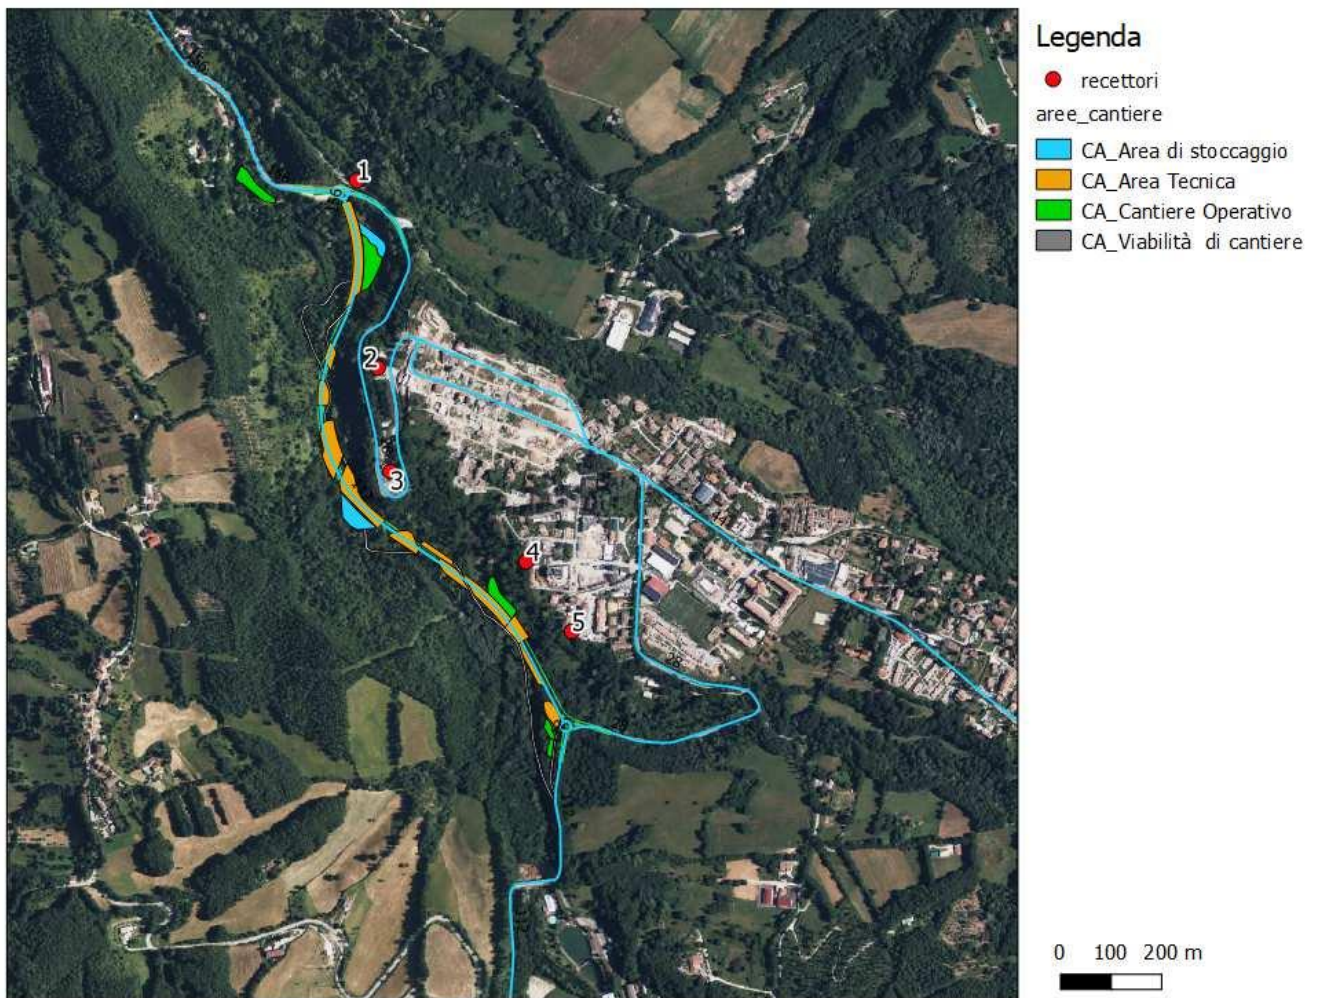 Legenda
recettori
aree_cantiere
CA_Area di stoccaggio
CA_Area Tecnica
CA_Cantiere Operativo
CA_Viabilità di cantiere
1
2
3
4
5
0 100 200 m